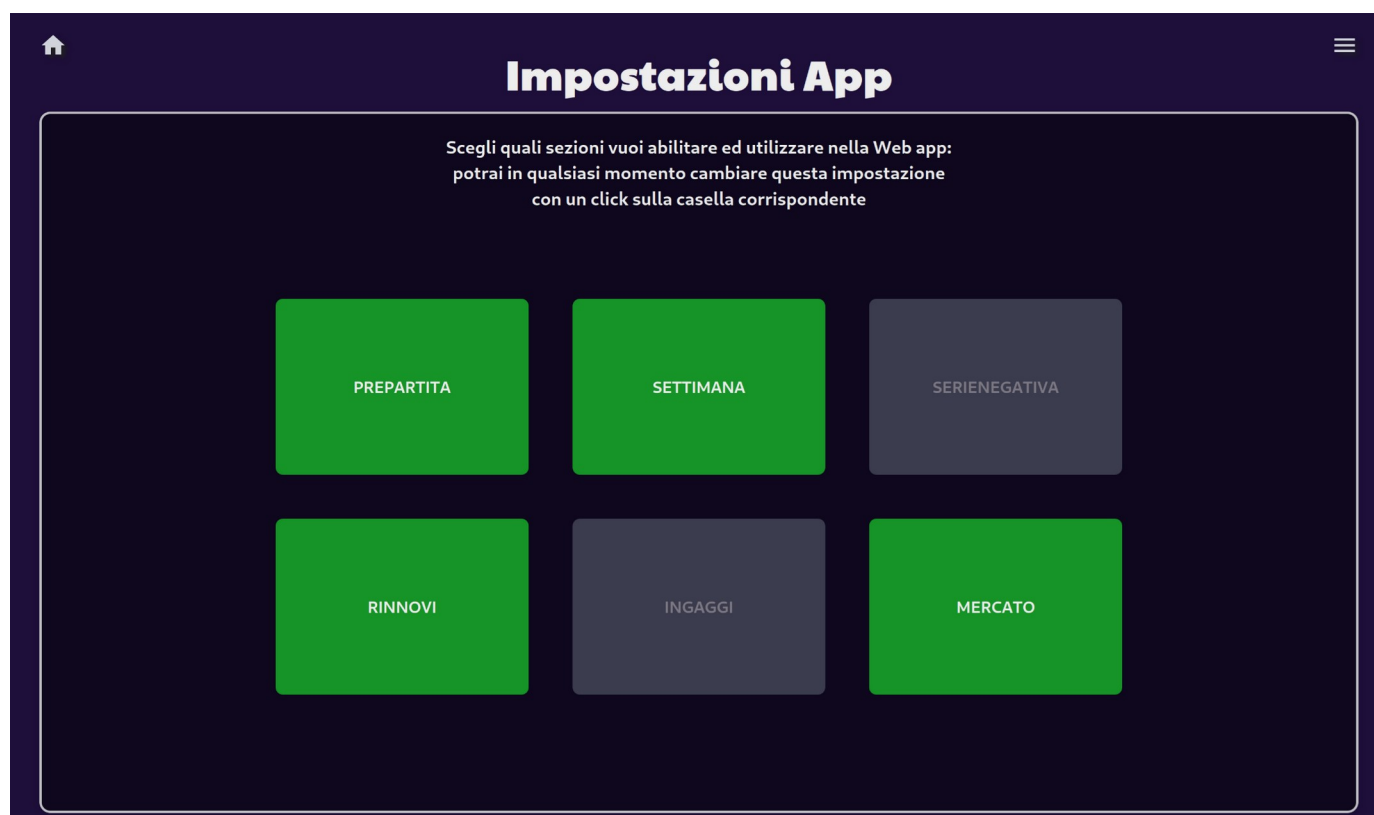 Impostazioni App
Scegli quali sezioni vuoi abilitare ed utilizzare nella Web app:
potrai in qualsiasi momento cambiare questa impostazione
con un click sulla casella corrispondente
PREPARTITA
SETTIMANA
SERIENEGATIVA
RINNOVI
INGAGGI
MERCATO